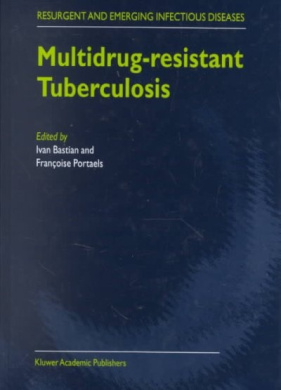 RESURGENT AND EMERGING INFECTIOUS DISEASES
Multidrug-resistant
Tuberculosis
Edited by
Ivan Bastian and
Françoise Portaels
Kluwer Academic Publishers